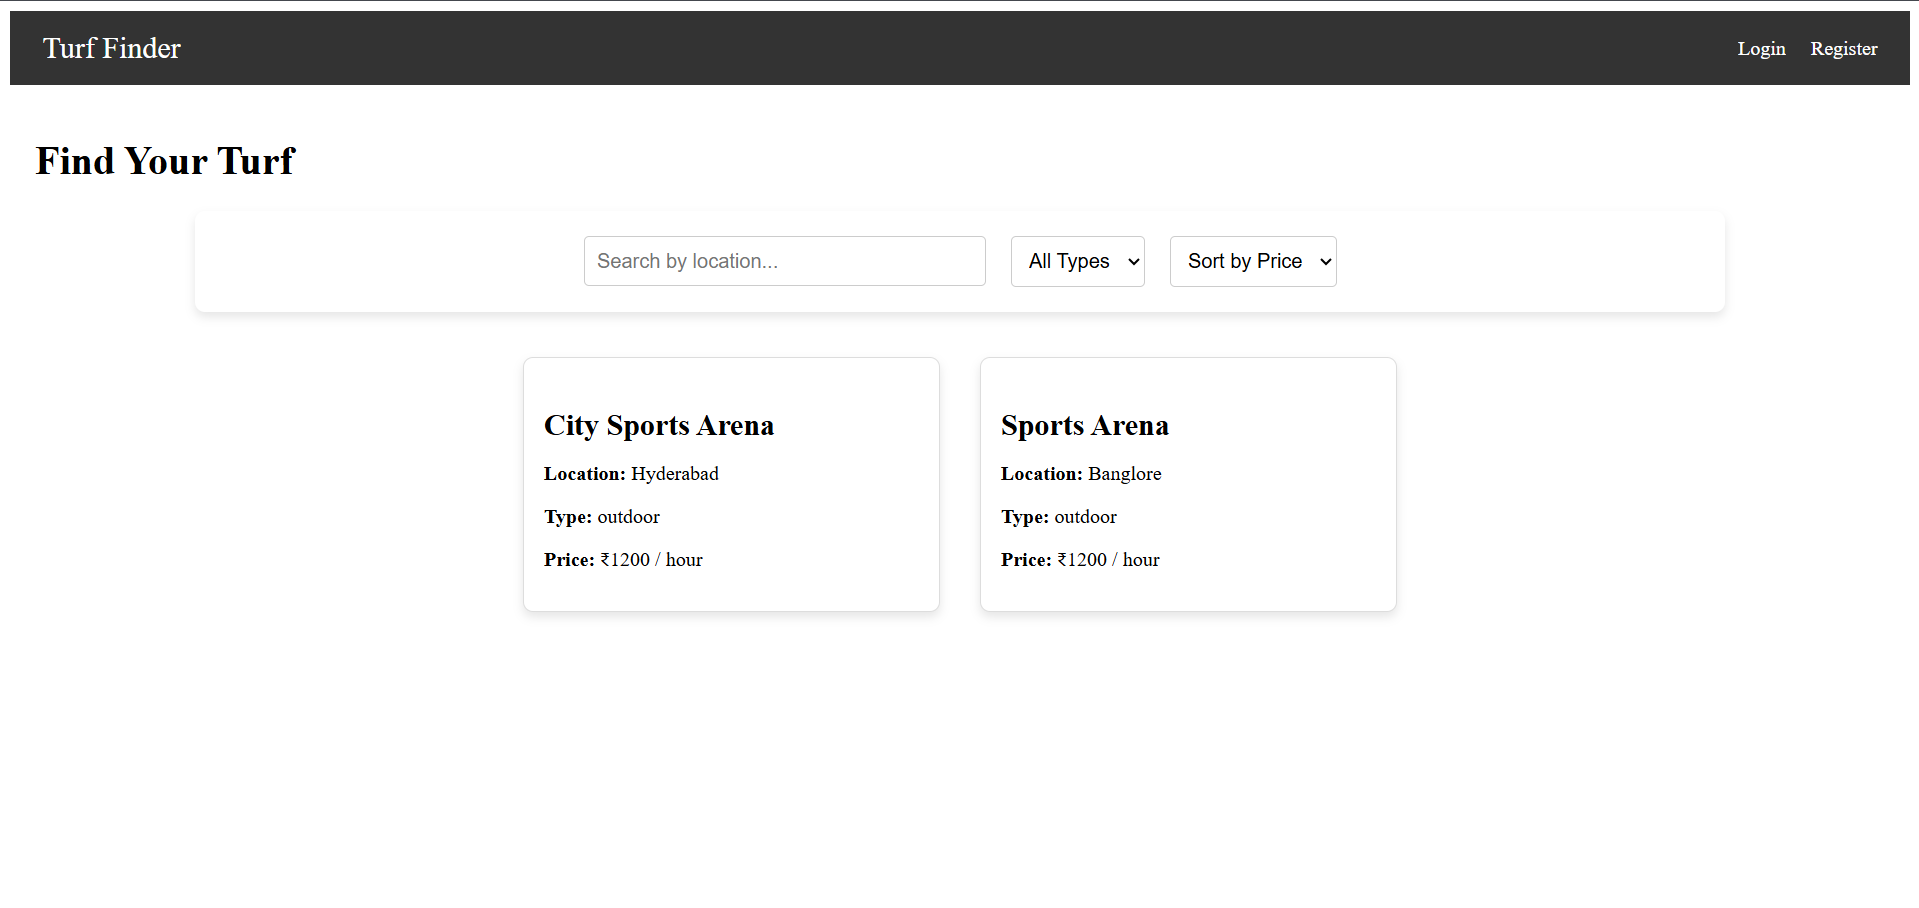 Turf Finder
Login
Register
Find Your Turf
Search by location...
All Types
Sort by Price
City Sports Arena
Location: Hyderabad
Type: outdoor
Price: ₹1200 / hour
Sports Arena
Location: Banglore
Type: outdoor
Price: ₹1200 / hour